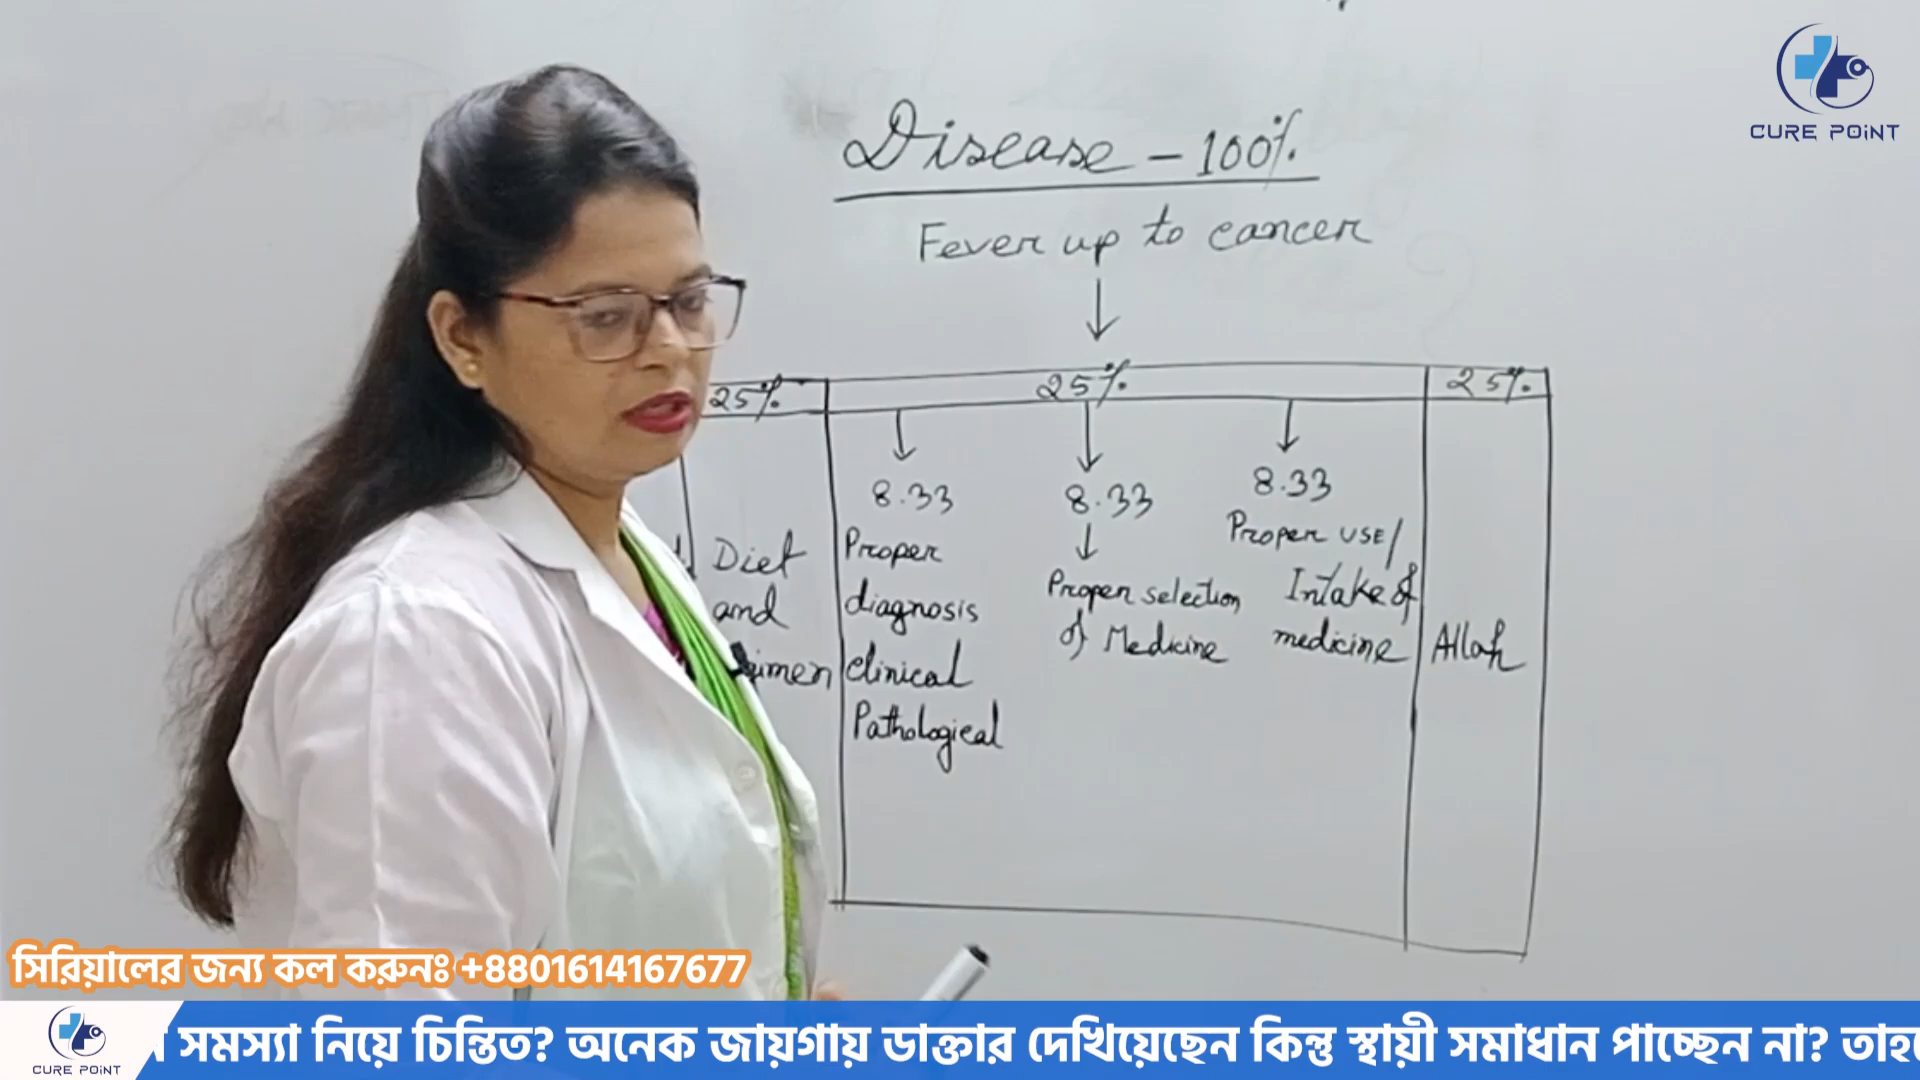 CURE POINT
Disease - 100%
Fever up to cancer
25%
25%
25%
8.33
8.33
8.33
Diet
and
Proper
diagnosis
clinical
Pathological
Proper selection
of Medicine
Proper USE/
Intake of
medicine
Allah
সিরিয়ালের জন্য কল করুনঃ +8801614167677
সমস্যা নিয়ে চিন্তিত? অনেক জায়গায় ডাক্তার দেখিয়েছেন কিন্তু স্থায়ী সমাধান পাচ্ছেন না?
CURE POINT